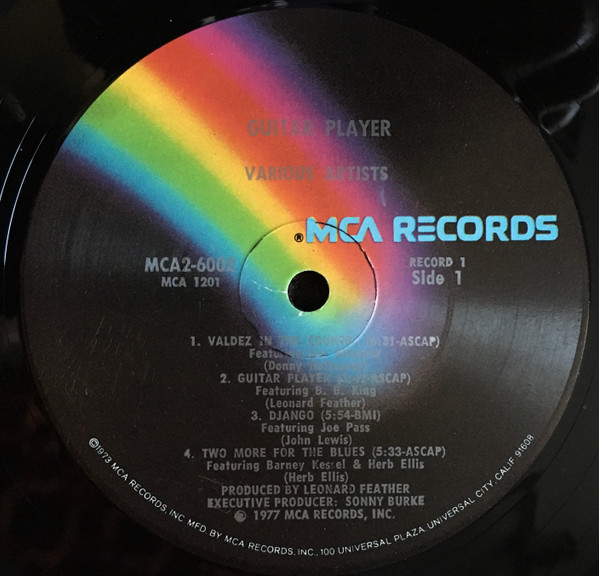 GUITAR PLAYER
VARIOUS ARTISTS
® MCA RECORDS
MCA2-6002
MCA 1201
RECORD 1
Side 1
1. VALDEZ IN THE COUNTRY ASCAP)
(Donny
2. GUITAR PLAYER ASCAP)
Featuring B. B. King
(Leonard Feather)
3. DJANGO (5:54-BMI)
Featuring Joe Pass
(John Lewis)
4. TWO MORE FOR THE BLUES (5:33-ASCAP)
Featuring Barney Kessel & Herb Ellis
(Herb Ellis)
PRODUCED BY LEONARD FEATHER
EXECUTIVE PRODUCER: SONNY BURKE
℗ 1977 MCA RECORDS, INC.
©1973 MCA RECORDS, INC. MFD. BY MCA RECORDS, INC., 100 UNIVERSAL PLAZA, UNIVERSAL CITY, CALIF. 91608